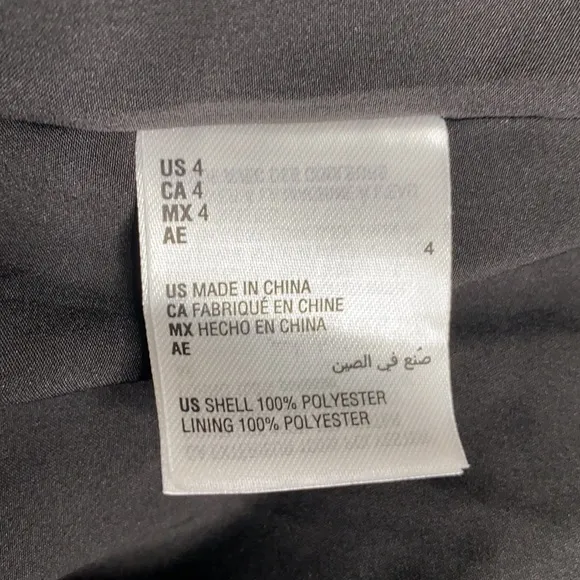 US 4
CA 4
MX 4
AE
4
US MADE IN CHINA
CA FABRIQUÉ EN CHINE
MX HECHO EN CHINA
AE
صُنع في الصين
US SHELL 100% POLYESTER
LINING 100% POLYESTER